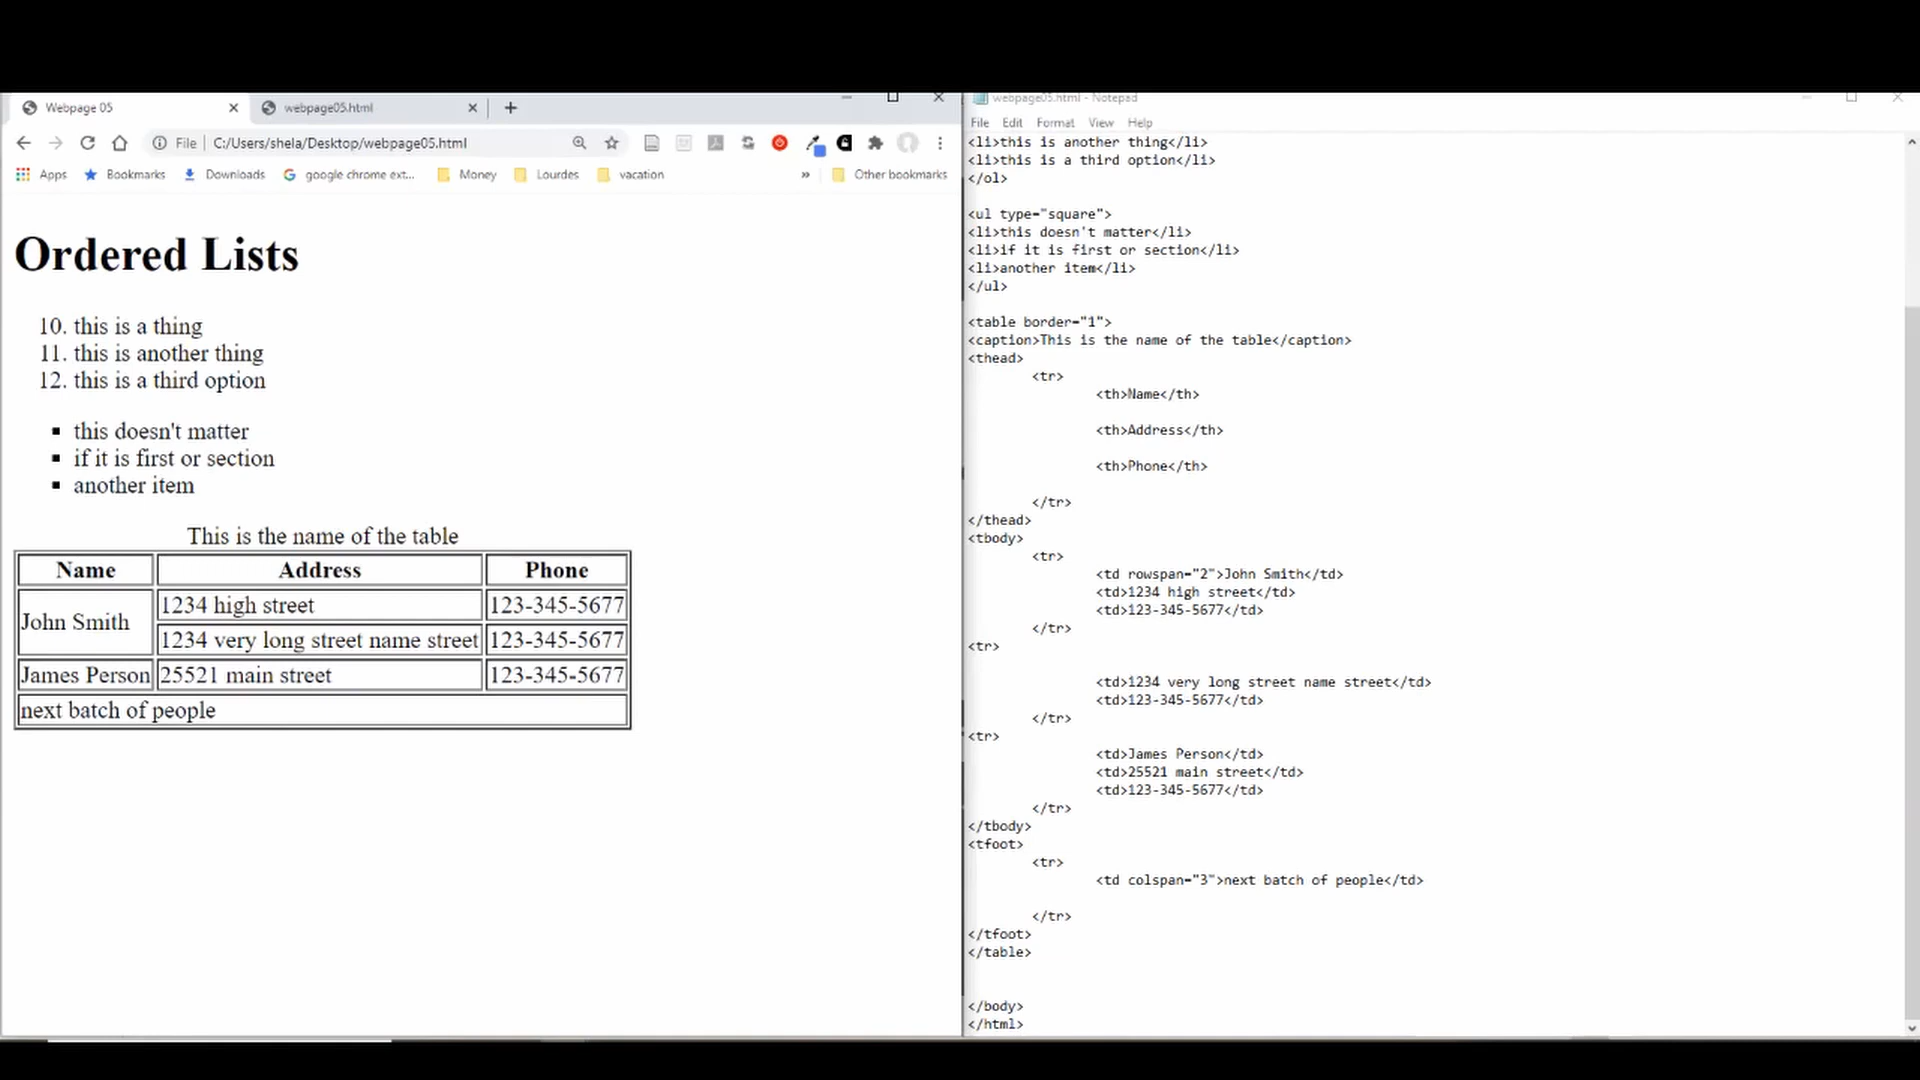 Webpage 05
webpage05.html
File C:/Users/shela/Desktop/webpage05.html
Apps Bookmarks Downloads google chrome ext... Money Lourdes vacation » Other bookmarks
Ordered Lists
10. this is a thing
11. this is another thing
12. this is a third option
▪ this doesn't matter
▪ if it is first or section
▪ another item
This is the name of the table
Name Address Phone
John Smith 1234 high street 123-345-5677
1234 very long street name street 123-345-5677
James Person 25521 main street 123-345-5677
next batch of people
webpage05.html - Notepad
File Edit Format View Help
<li>this is another thing</li>
<li>this is a third option</li>
</ol>
<ul type="square">
<li>this doesn't matter</li>
<li>if it is first or section</li>
<li>another item</li>
</ul>
<table border="1">
<caption>This is the name of the table</caption>
<thead>
<tr>
<th>Name</th>
<th>Address</th>
<th>Phone</th>
</tr>
</thead>
<tbody>
<tr>
<td rowspan="2">John Smith</td>
<td>1234 high street</td>
<td>123-345-5677</td>
</tr>
<tr>
<td>1234 very long street name street</td>
<td>123-345-5677</td>
</tr>
<tr>
<td>James Person</td>
<td>25521 main street</td>
<td>123-345-5677</td>
</tr>
</tbody>
<tfoot>
<tr>
<td colspan="3">next batch of people</td>
</tr>
</tfoot>
</table>
</body>
</html>